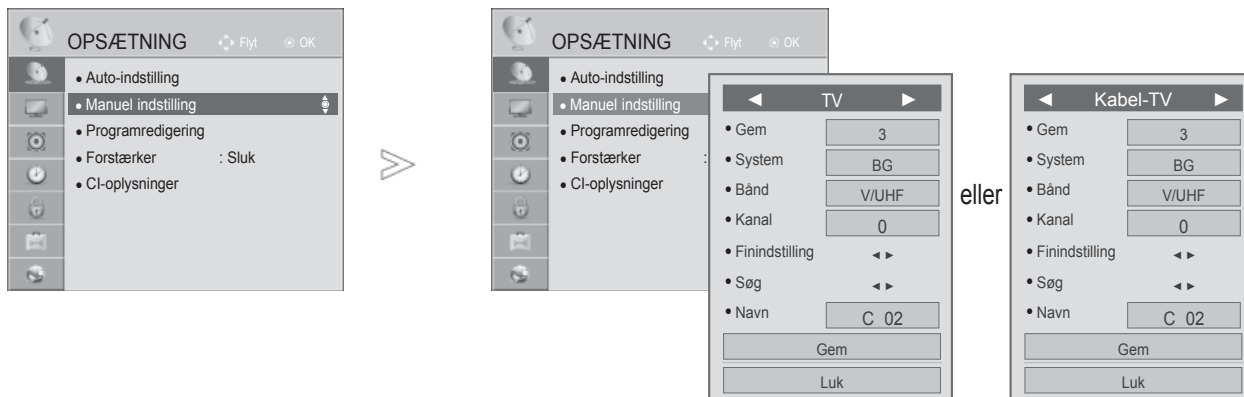 OPSÆTNING Flyt OK
• Auto-indstilling
• Manuel indstilling
• Programredigering
• Forstærker : Sluk
• CI-oplysninger
OPSÆTNING Flyt OK
• Auto-indstilling
• Manuel indstilling
• Programredigering
• Forstærker :
• CI-oplysninger
◄ TV ►
• Gem 3
• System BG
• Bånd V/UHF
• Kanal 0
• Finindstilling ◄ ►
• Søg ◄ ►
• Navn C 02
Gem
Luk
eller
◄ Kabel-TV ►
• Gem 3
• System BG
• Bånd V/UHF
• Kanal 0
• Finindstilling ◄ ►
• Søg ◄ ►
• Navn C 02
Gem
Luk